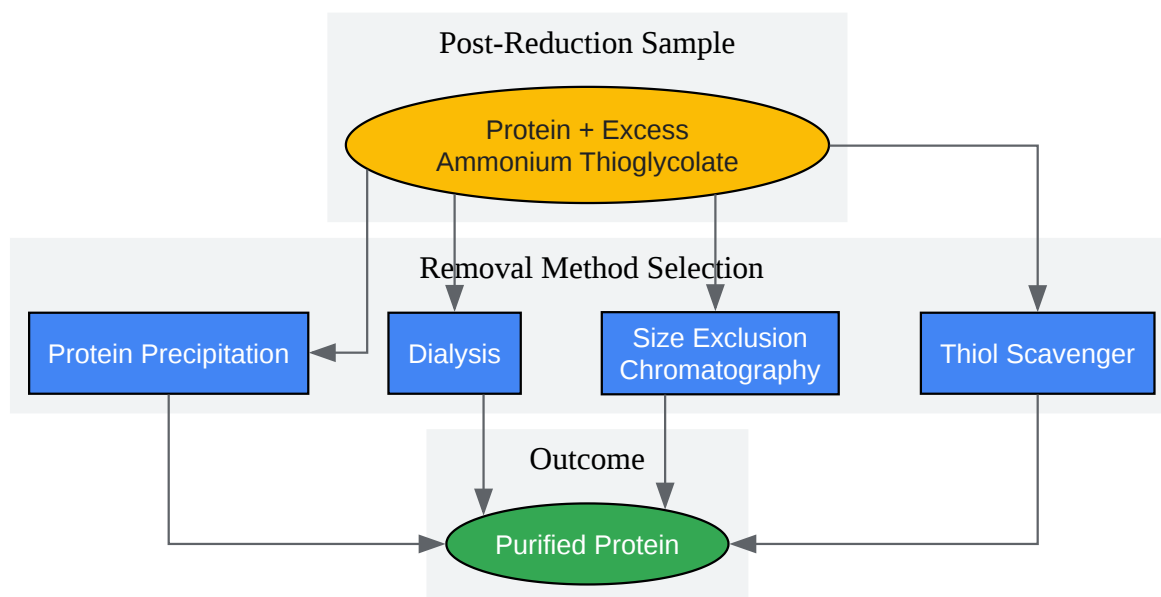 Post-Reduction Sample
Protein + Excess
Ammonium Thioglycolate
Removal Method Selection
Protein Precipitation
Dialysis
Size Exclusion
Chromatography
Thiol Scavenger
Outcome
Purified Protein